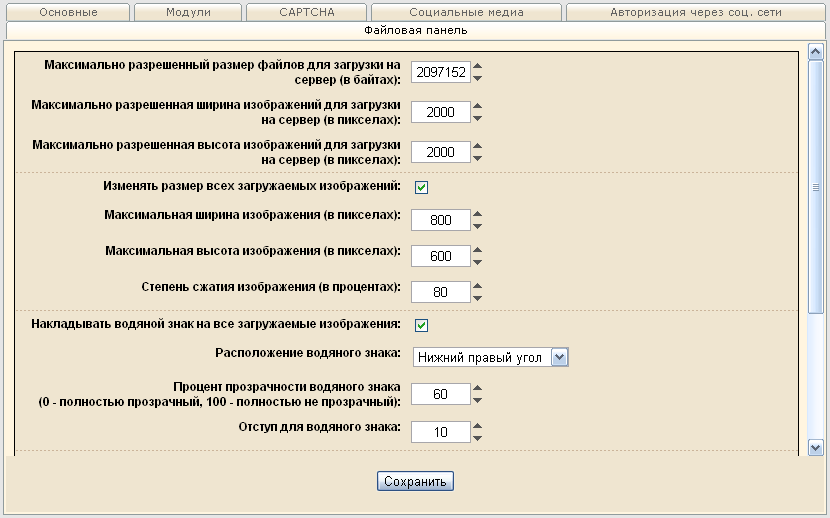 Основные Модули CAPTCHA Социальные медиа Авторизация через соц. сети
Файловая панель
Максимально разрешенный размер файлов для загрузки на
сервер (в байтах): 2097152
Максимально разрешенная ширина изображений для загрузки
на сервер (в пикселах): 2000
Максимально разрешенная высота изображений для загрузки
на сервер (в пикселах): 2000
Изменять размер всех загружаемых изображений:
Максимальная ширина изображения (в пикселах): 800
Максимальная высота изображения (в пикселах): 600
Степень сжатия изображения (в процентах): 80
Накладывать водяной знак на все загружаемые изображения:
Расположение водяного знака: Нижний правый угол
Процент прозрачности водяного знака
(0 - полностью прозрачный, 100 - полностью не прозрачный): 60
Отступ для водяного знака: 10
Сохранить